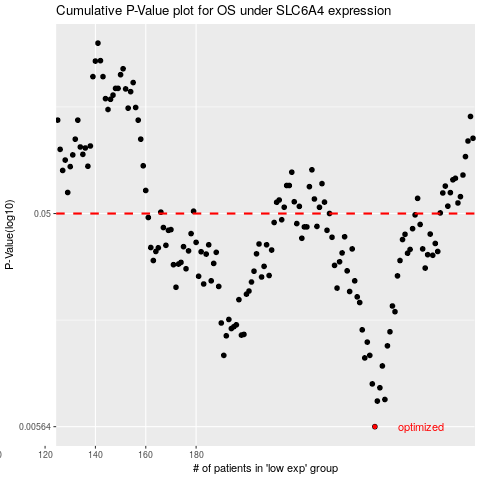 Cumulative P-Value plot for OS under SLC6A4 expression
P-Value(log10)
0.05
0.00564
optimized
0 120 140 160 180
# of patients in 'low exp' group